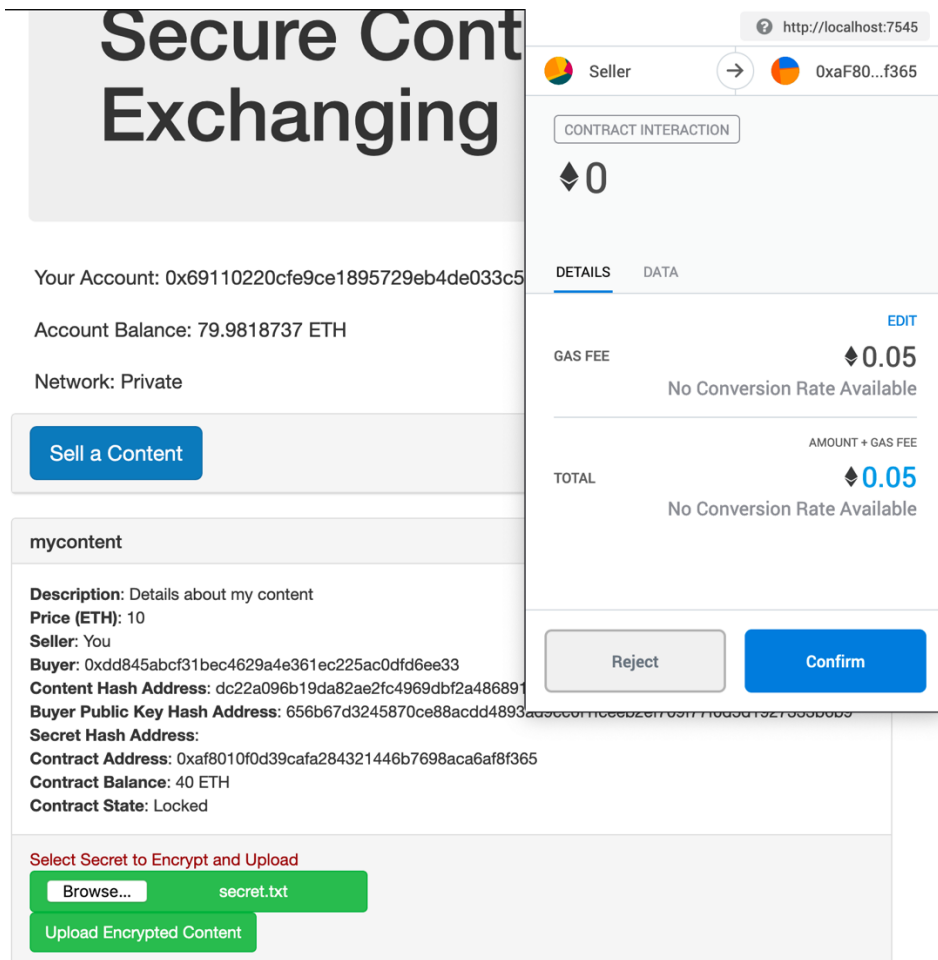 Secure Cont
Exchanging
Your Account: 0x69110220cfe9ce1895729eb4de033c5
Account Balance: 79.9818737 ETH
Network: Private
Sell a Content
mycontent
Description: Details about my content
Price (ETH): 10
Seller: You
Buyer: 0xdd845abcf31bec4629a4e361ec225ac0dfd6ee33
Content Hash Address: dc22a096b19da82ae2fc4969dbf2a486891
Buyer Public Key Hash Address:
Secret Hash Address:
Contract Address: 0xaf8010f0d39cafa284321446b7698aca6af8f365
Contract Balance: 40 ETH
Contract State: Locked
Select Secret to Encrypt and Upload
Browse... secret.txt
Upload Encrypted Content
http://localhost:7545
Seller 0xaF80...f365
CONTRACT INTERACTION
0
DETAILS DATA
EDIT
GAS FEE 0.05
No Conversion Rate Available
AMOUNT + GAS FEE
TOTAL 0.05
No Conversion Rate Available
Reject Confirm